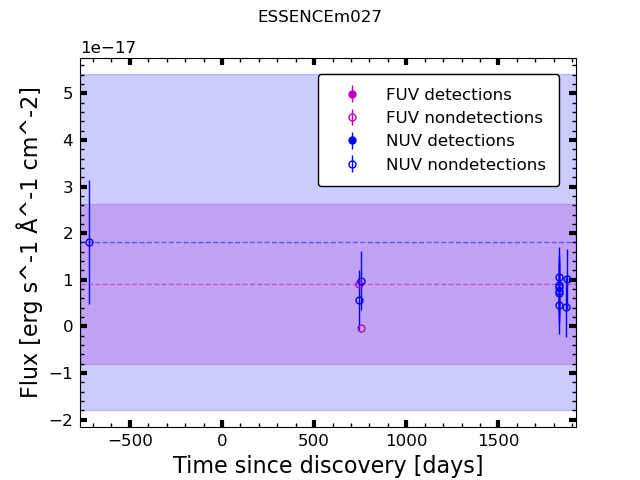 ESSENCEm027
1e−17
Flux [erg s^-1 Å^-1 cm^-2]
5
4
3
2
1
0
−1
−2
FUV detections
FUV nondetections
NUV detections
NUV nondetections
−500 0 500 1000 1500
Time since discovery [days]